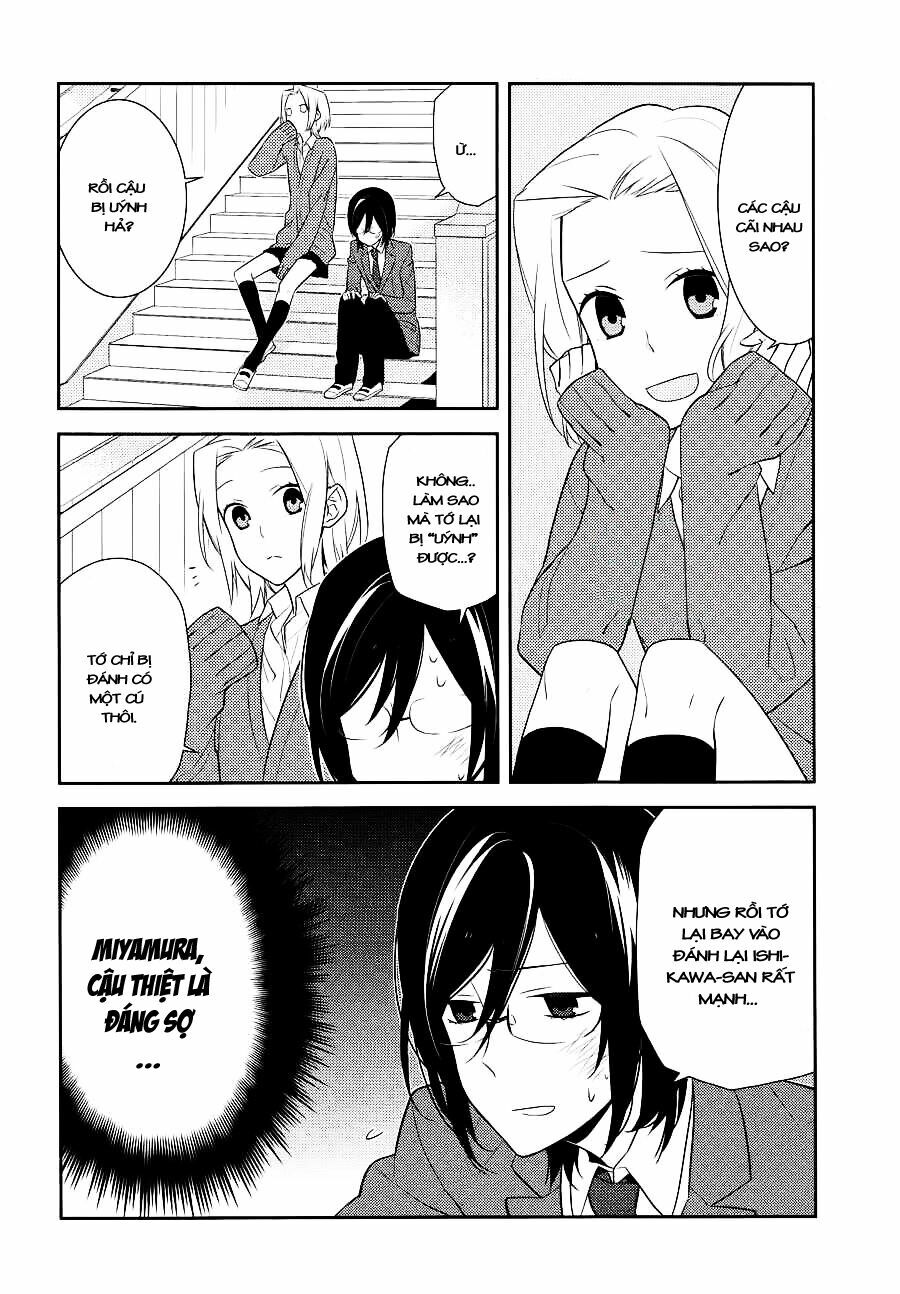 CÁC CẬU
CÃI NHAU
SAO?
Ừ...
RỒI CẬU
BỊ UÝNH
HẢ?
KHÔNG..
LÀM SAO
MÀ TỚ LẠI
BỊ "UÝNH"
ĐƯỢC...?
TỚ CHỈ BỊ
ĐÁNH CÓ
MỘT CÚ
THÔI.
NHƯNG RỒI TỚ
LẠI BAY VÀO
ĐÁNH LẠI ISHI-
KAWA-SAN RẤT
MẠNH...
MIYAMURA,
CẬU THIỆT LÀ
ĐÁNG SỢ
...